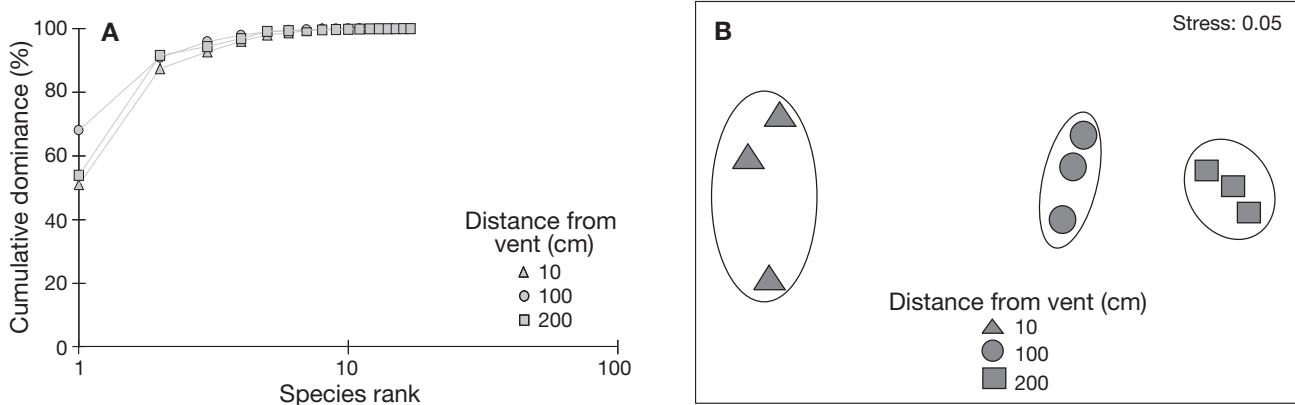 A
Cumulative dominance (%)
100
80
60
40
20
0
1
10
100
Species rank
Distance from
vent (cm)
10
100
200
B
Stress: 0.05
Distance from vent (cm)
10
100
200